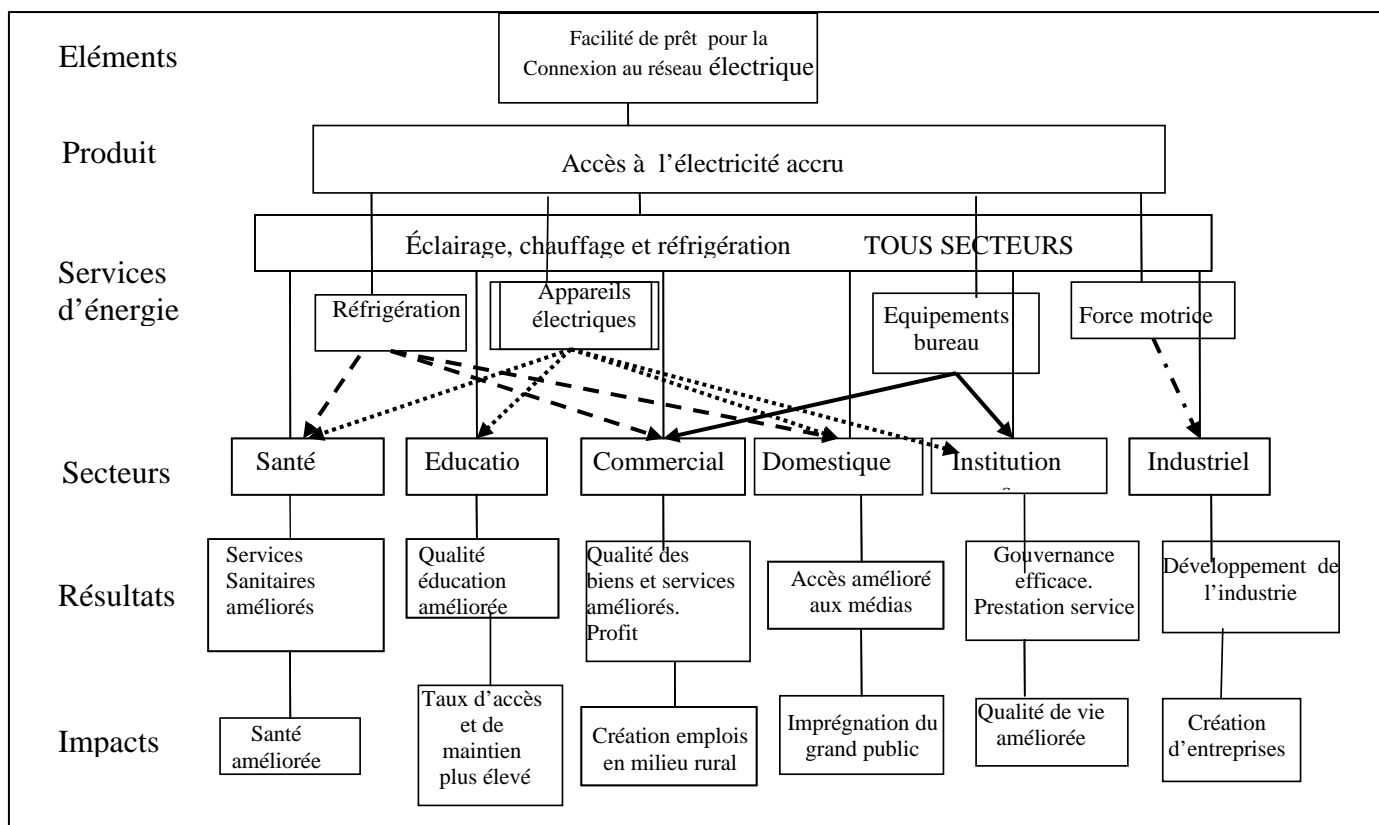 Eléments
Facilité de prêt pour la
Connexion au réseau électrique
Produit
Accès à l’électricité accru
Services
d’énergie
Éclairage, chauffage et réfrigération TOUS SECTEURS
Réfrigération
Appareils
électriques
Equipements
bureau
Force motrice
Secteurs
Santé
Educatio
Commercial
Domestique
Institution
Industriel
Résultats
Services
Sanitaires
améliorés
Qualité
éducation
améliorée
Qualité des
biens et services
améliorés.
Profit
Accès amélioré
aux médias
Gouvernance
efficace.
Prestation service
Développement de
l’industrie
Impacts
Santé
améliorée
Taux d’accès
et de
maintien
plus élevé
Création emplois
en milieu rural
Imprégnation du
grand public
Qualité de vie
améliorée
Création
d’entreprises